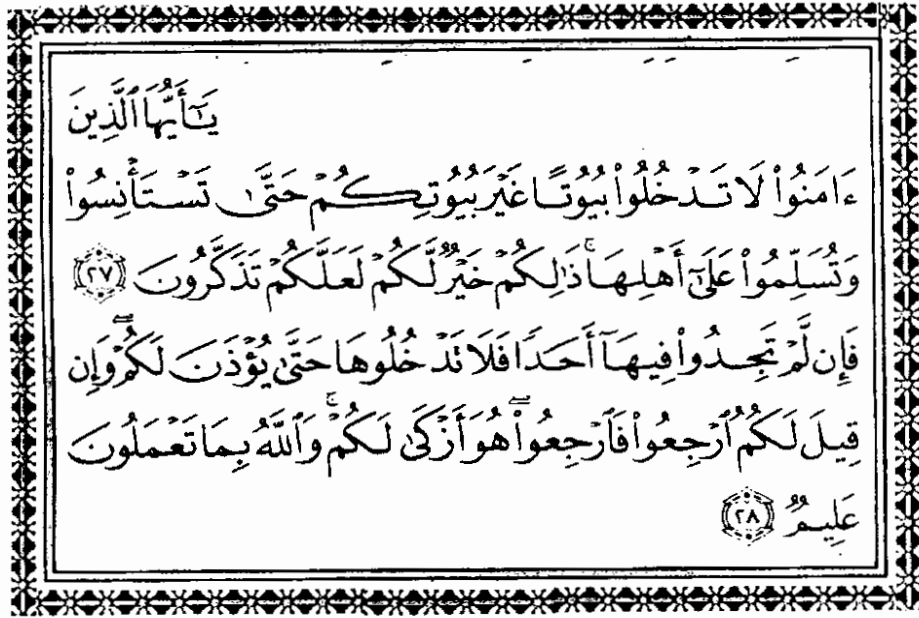 يَٰٓأَيُّهَا ٱلَّذِينَ
ءَامَنُوا۟ لَا تَدْخُلُوا۟ بُيُوتًا غَيْرَ بُيُوتِكُمْ حَتَّىٰ تَسْتَأْنِسُوا۟
وَتُسَلِّمُوا۟ عَلَىٰٓ أَهْلِهَا ۚ ذَٰلِكُمْ خَيْرٌ لَّكُمْ لَعَلَّكُمْ تَذَكَّرُونَ ٢٧
فَإِن لَّمْ تَجِدُوا۟ فِيهَآ أَحَدًا فَلَا تَدْخُلُوهَا حَتَّىٰ يُؤْذَنَ لَكُمْ ۖ وَإِن
قِيلَ لَكُمُ ٱرْجِعُوا۟ فَٱرْجِعُوا۟ ۖ هُوَ أَزْكَىٰ لَكُمْ ۚ وَٱللَّهُ بِمَا تَعْمَلُونَ
عَلِيمٌ ٢٨